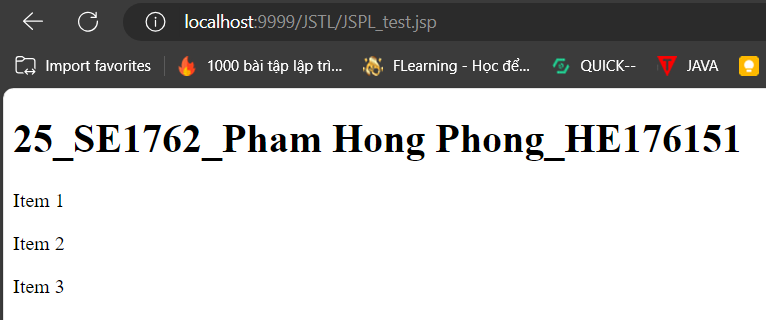 localhost:9999/JSTL/JSPL_test.jsp
Import favorites 1000 bài tập lập trì... FLearning - Học để... QUICK-- JAVA
25_SE1762_Pham Hong Phong_HE176151
Item 1
Item 2
Item 3